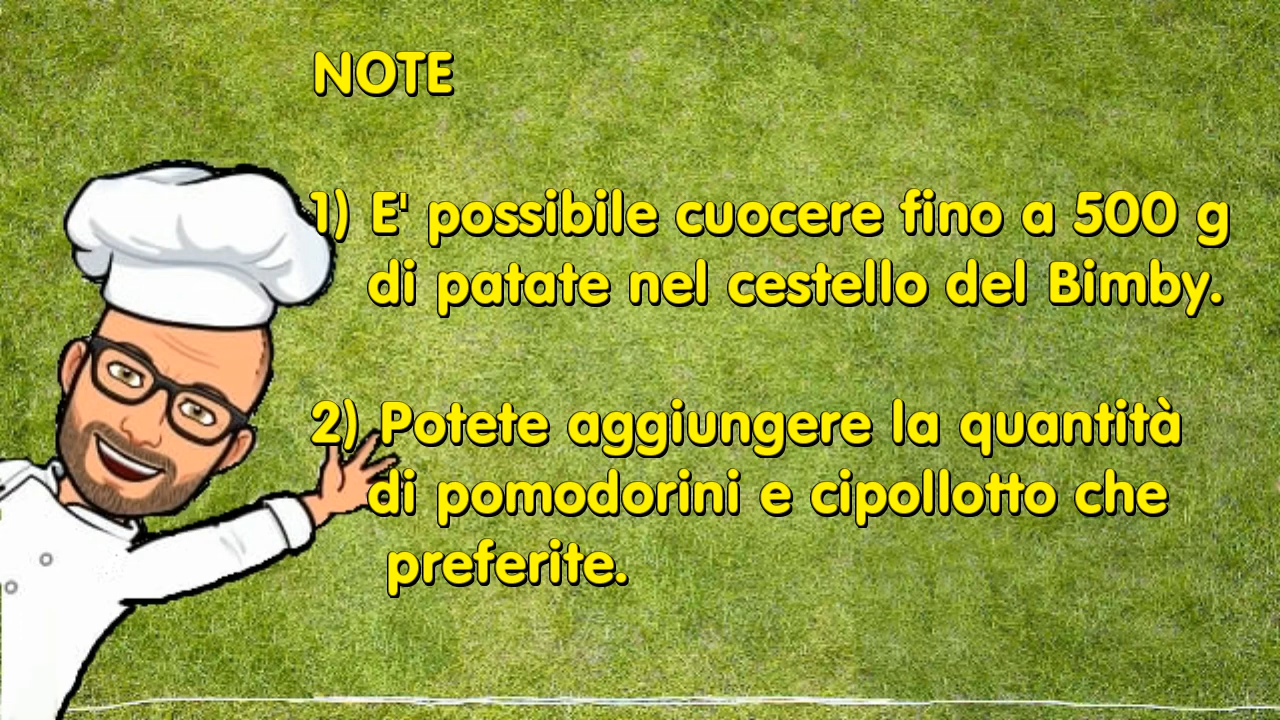 NOTE
1) E' possibile cuocere fino a 500 g
di patate nel cestello del Bimby.
2) Potete aggiungere la quantità
di pomodorini e cipollotto che
preferite.